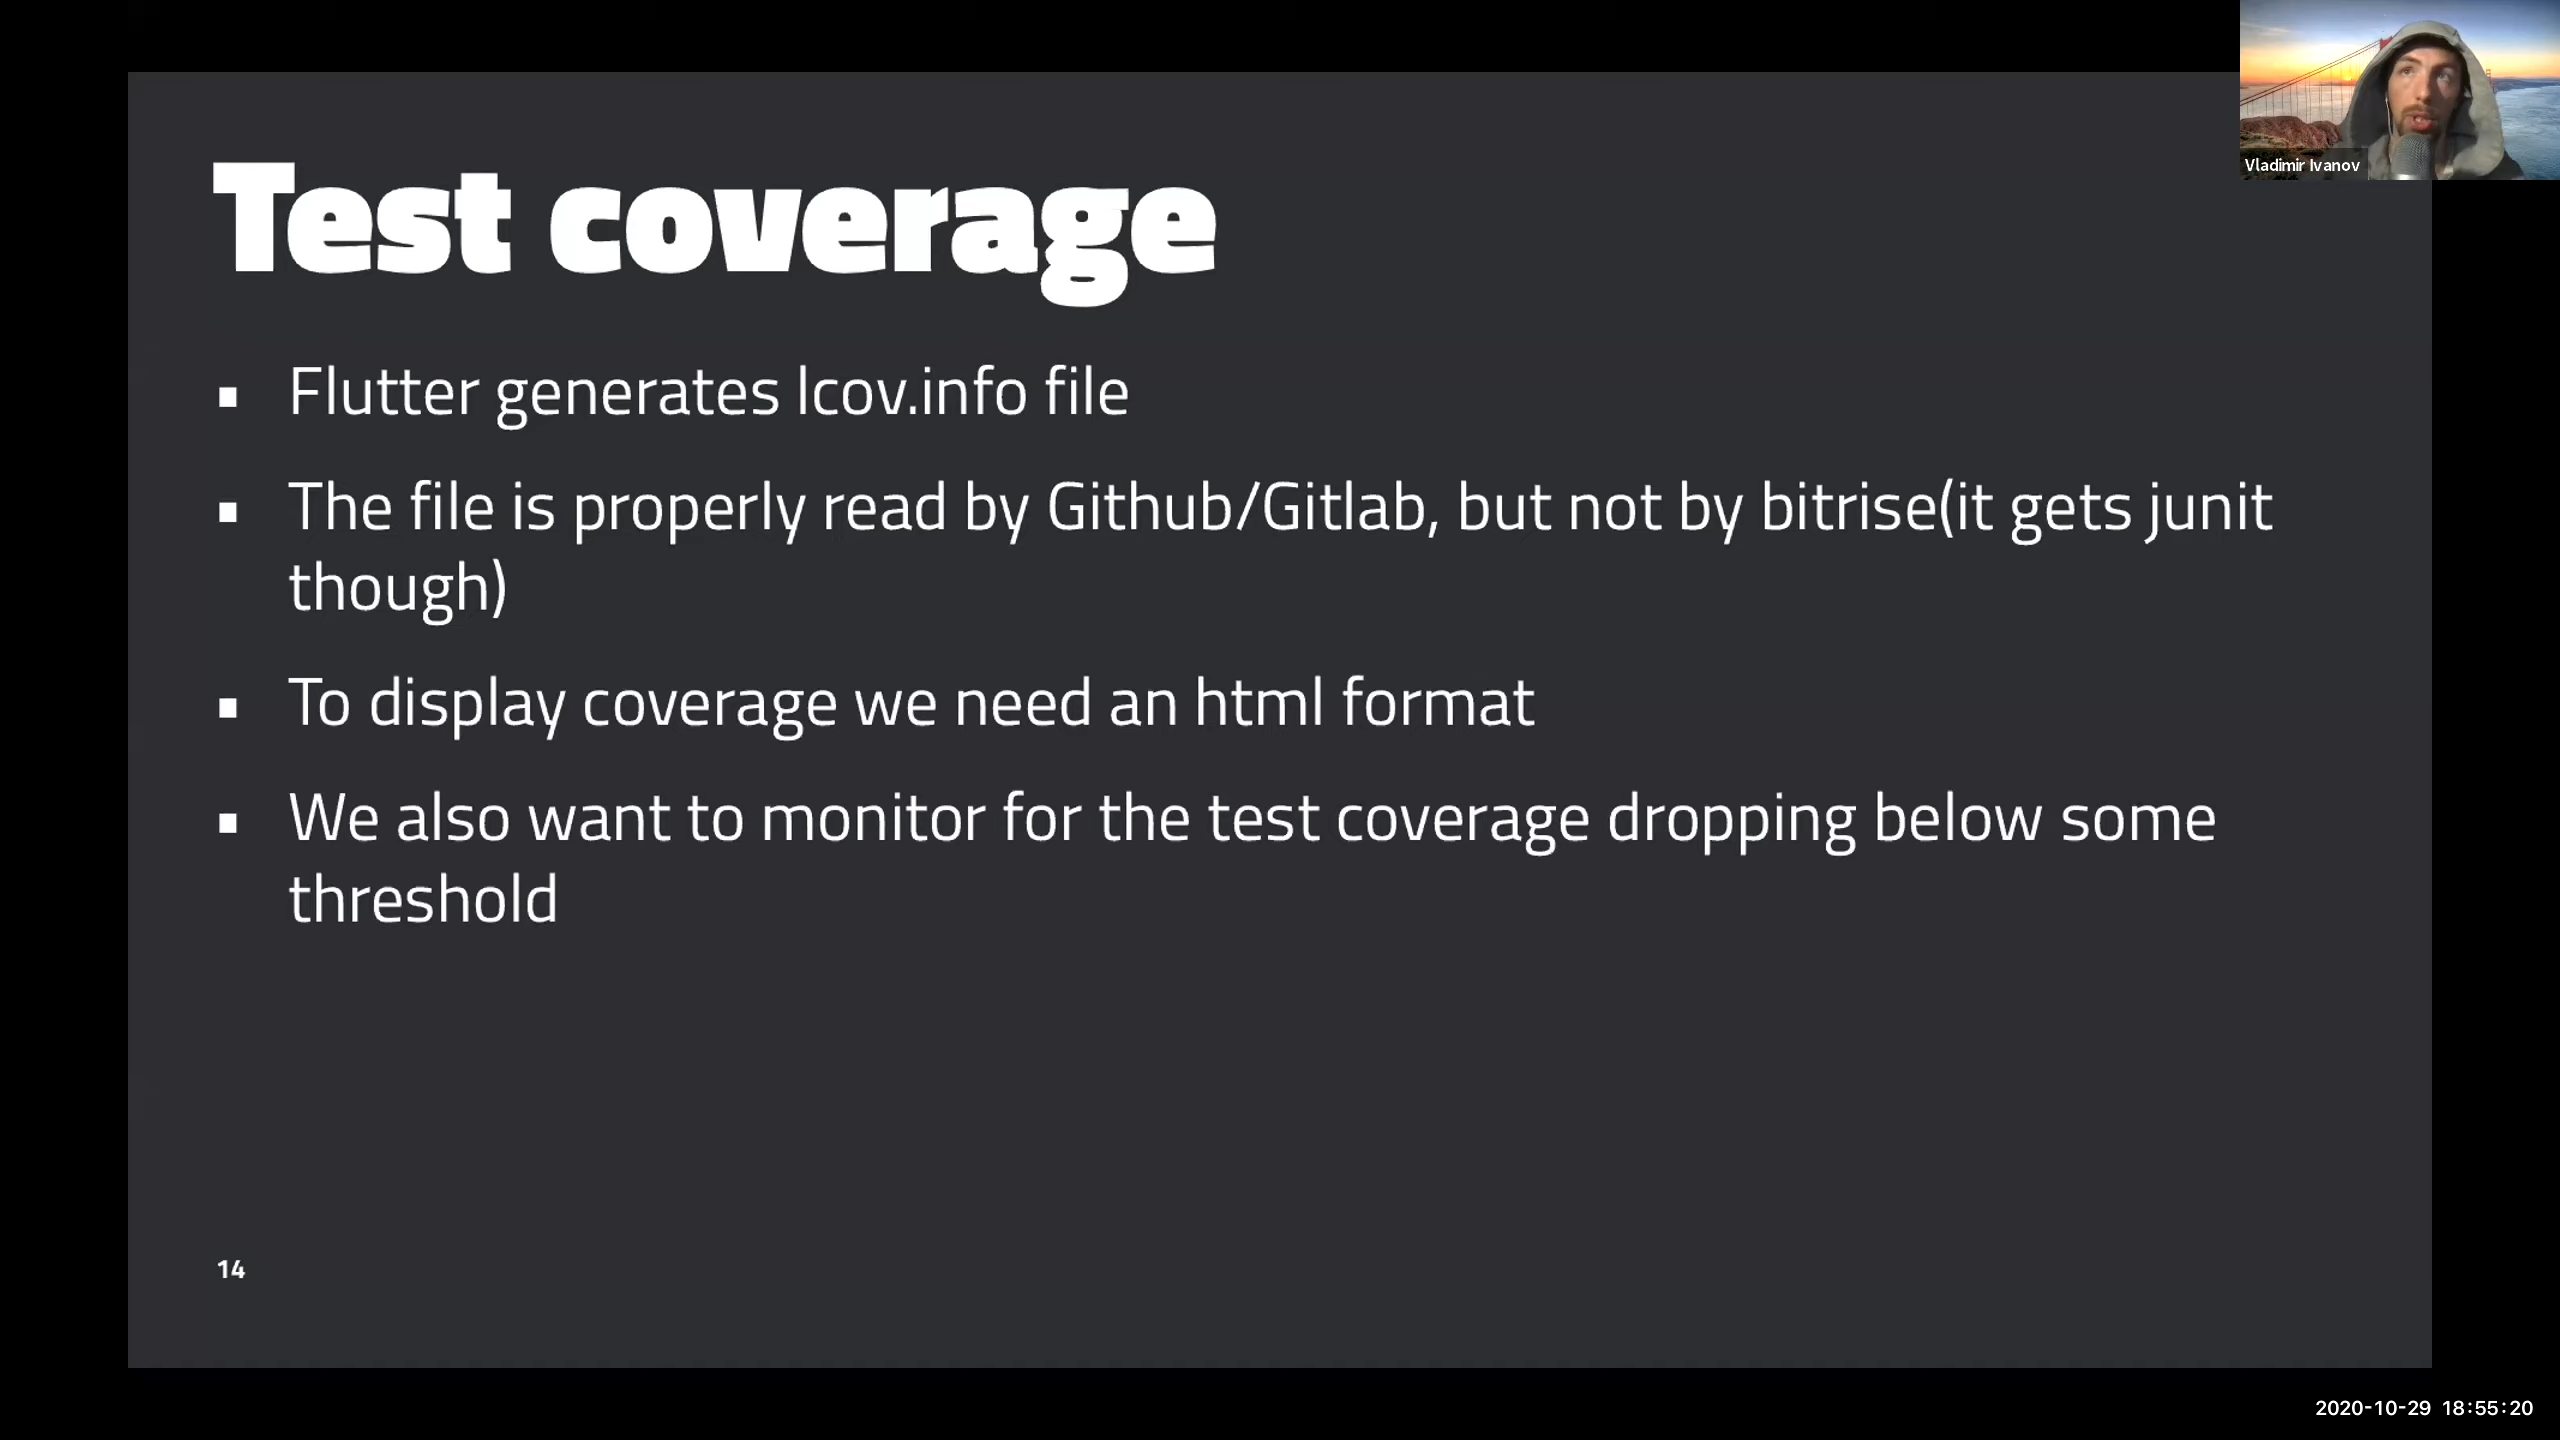 Vladimir Ivanov
Test coverage
▪ Flutter generates lcov.info file
▪ The file is properly read by Github/Gitlab, but not by bitrise(it gets junit
though)
▪ To display coverage we need an html format
▪ We also want to monitor for the test coverage dropping below some
threshold
14
2020-10-29 18:55:20